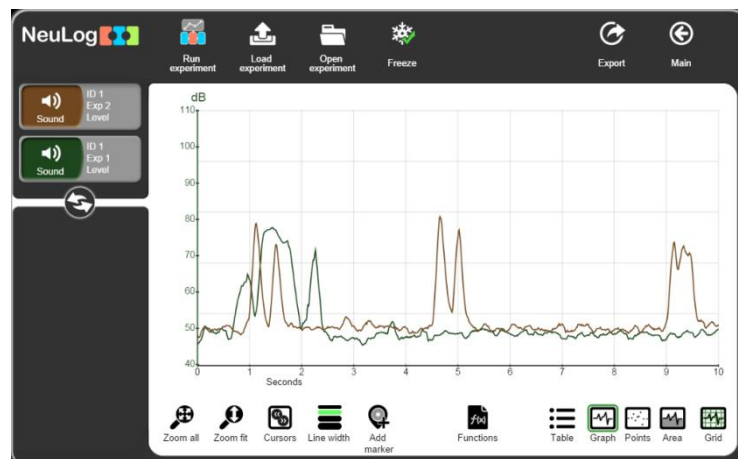 NeuLog
Run
experiment
Load
experiment
Open
experiment
Freeze
Export
Main
Sound
ID 1
Exp 2
Level
Sound
ID 1
Exp 1
Level
dB
110
100
90
80
70
60
50
40
0 1 2 3 4 5 6 7 8 9 10
Seconds
Zoom all
Zoom fit
Cursors
Line width
Add
marker
f(x)
Functions
Table
Graph
Points
Area
Grid